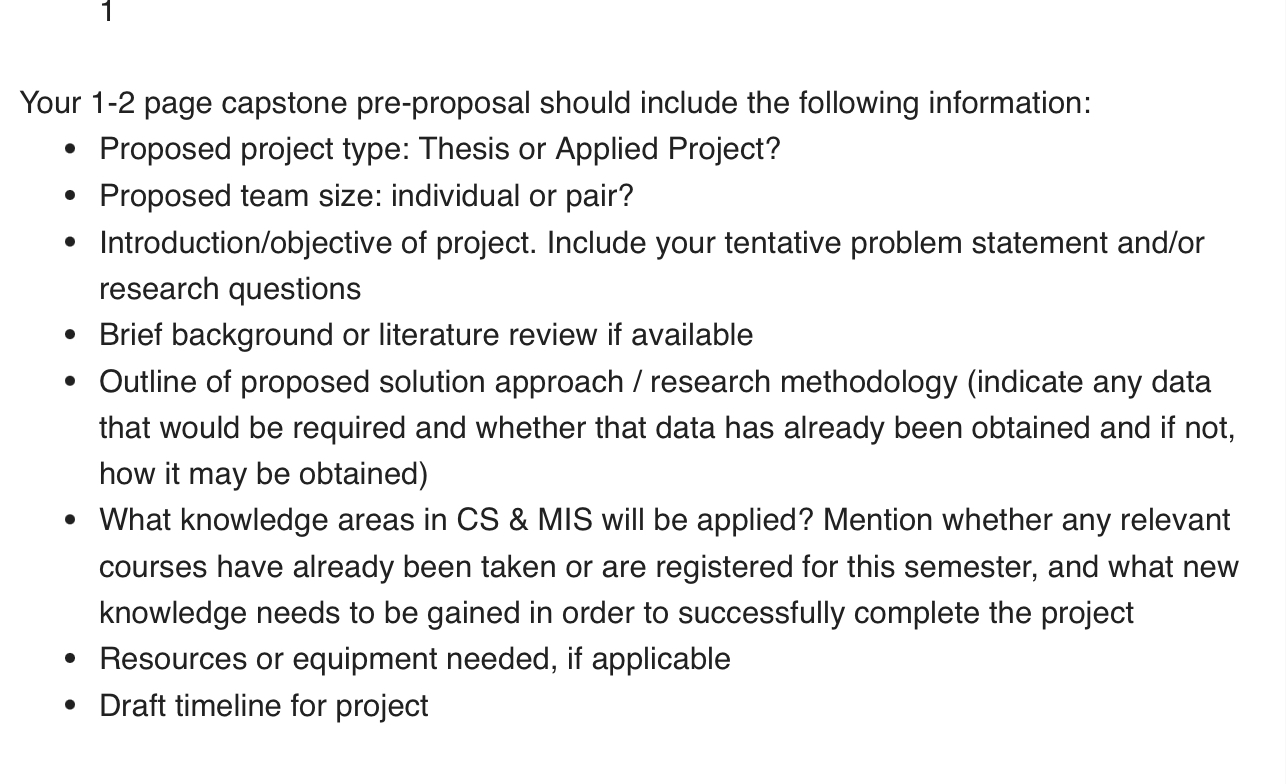 1
Your 1-2 page capstone pre-proposal should include the following information:
• Proposed project type: Thesis or Applied Project?
• Proposed team size: individual or pair?
• Introduction/objective of project. Include your tentative problem statement and/or
research questions
• Brief background or literature review if available
• Outline of proposed solution approach / research methodology (indicate any data
that would be required and whether that data has already been obtained and if not,
how it may be obtained)
• What knowledge areas in CS & MIS will be applied? Mention whether any relevant
courses have already been taken or are registered for this semester, and what new
knowledge needs to be gained in order to successfully complete the project
• Resources or equipment needed, if applicable
• Draft timeline for project